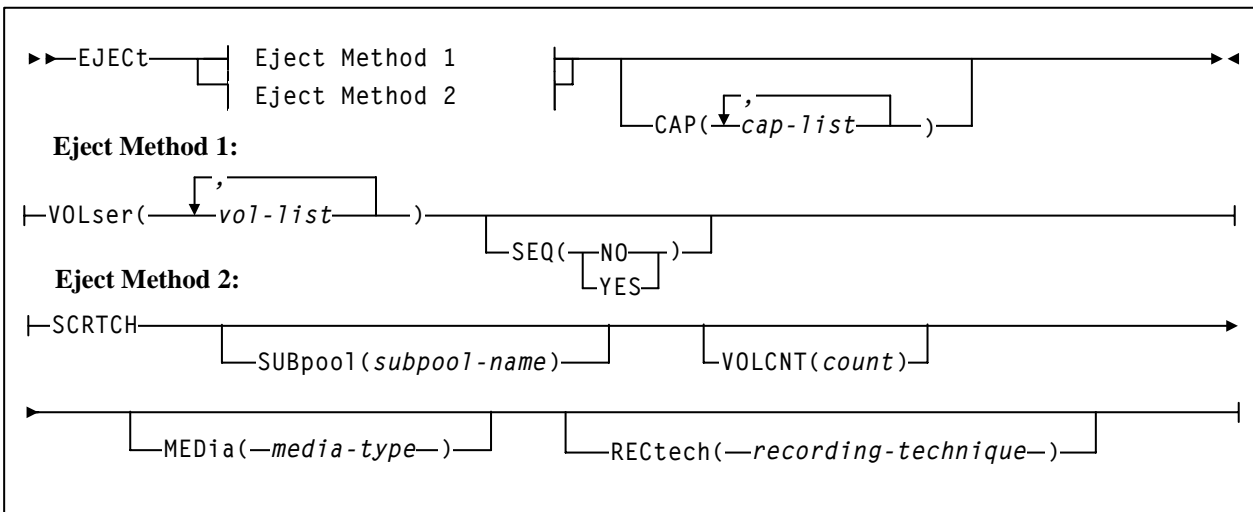 EJECt Eject Method 1
Eject Method 2
,
CAP( cap-list )
Eject Method 1:
,
VOLser( vol-list )
SEQ( NO )
YES
Eject Method 2:
SCRTCH
SUBpool(subpool-name) VOLCNT(count)
MEDia( media-type ) RECtech( recording-technique )